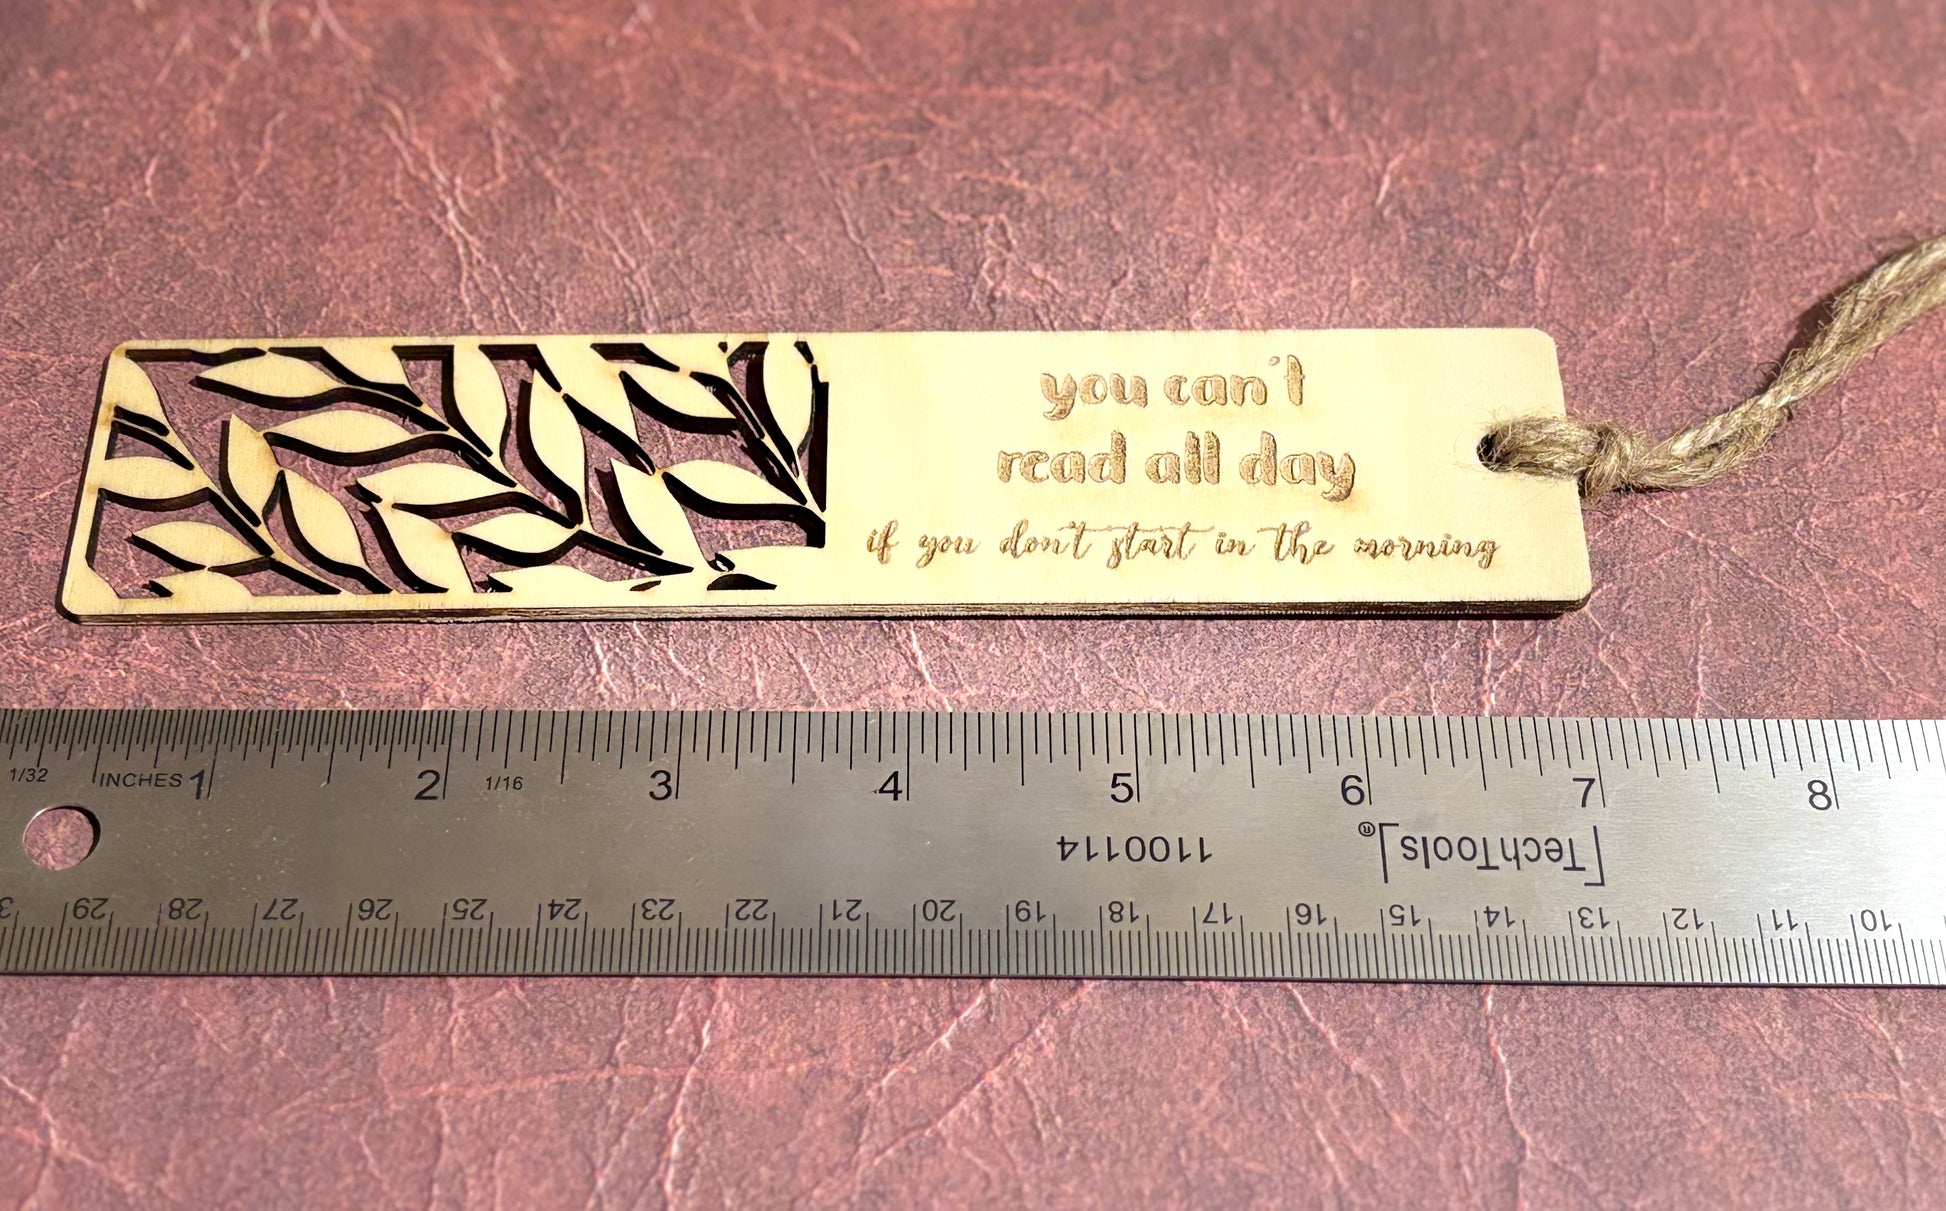 you can't
read all day
if you don't start in the morning
1/32 INCHES 1 2 1/16 3 4 5 6 7 8
1100114 TechTools®
29 28 27 26 25 24 23 22 21 20 19 18 17 16 15 14 13 12 11 10